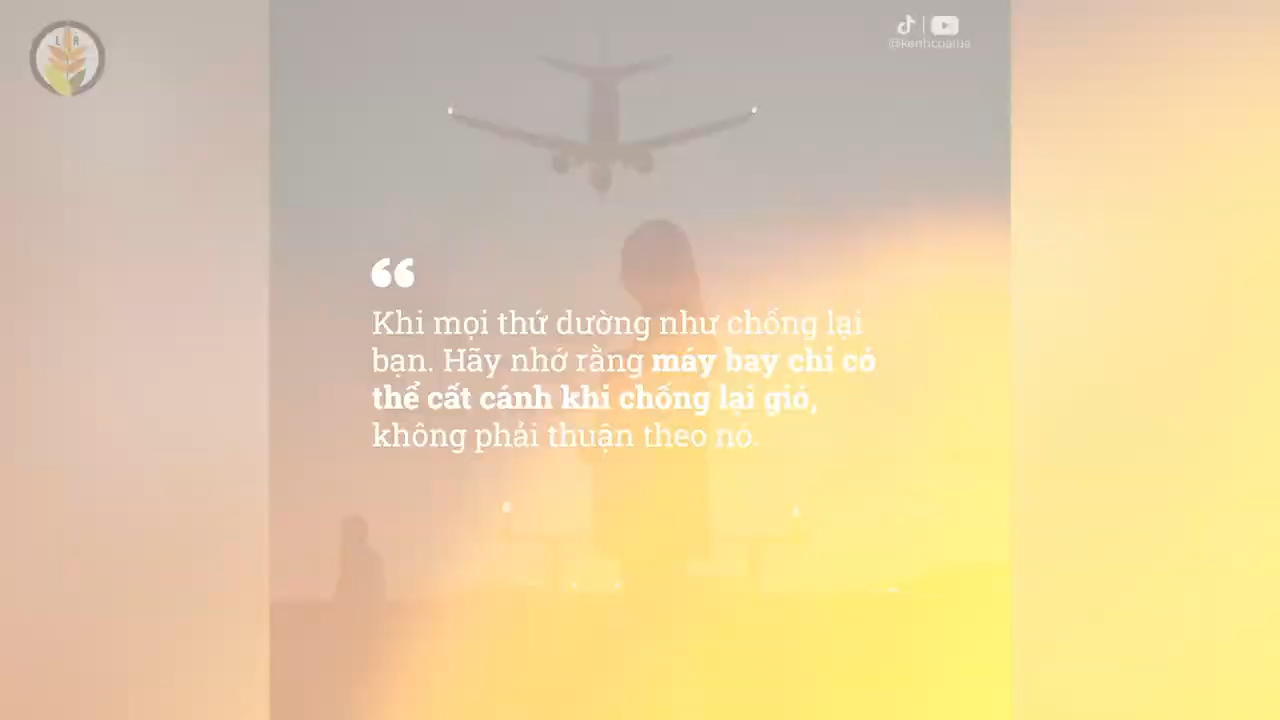 L R
@kenhcualua
“
Khi mọi thứ dường như chống lại
bạn. Hãy nhớ rằng máy bay chỉ có
thể cất cánh khi chống lại gió,
không phải thuận theo nó.